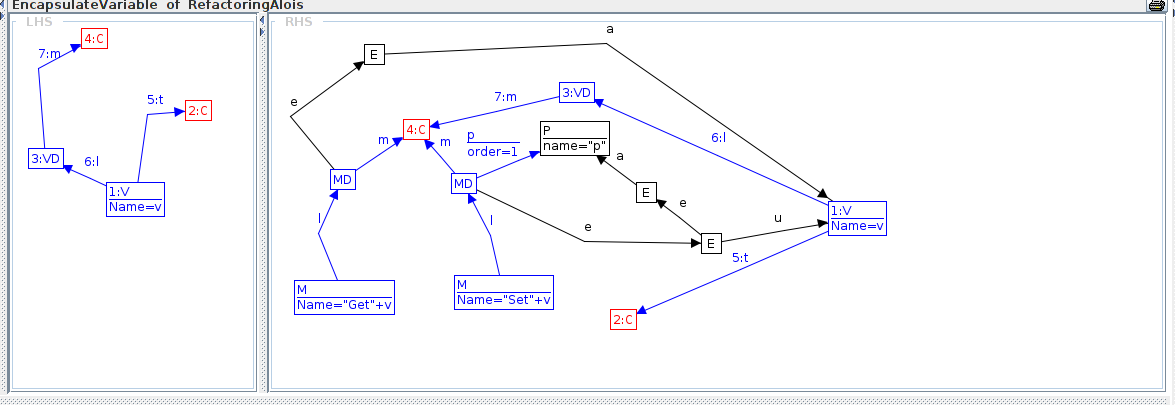 EncapsulateVariable of RefactoringAlois
LHS
4:C
7:m
5:t
2:C
3:VD
6:l
1:V
Name=v
RHS
a
E
e
7:m
3:VD
4:C
m
m
p
order=1
P
name="p"
6:l
a
MD
MD
E
e
l
l
e
u
E
1:V
Name=v
5:t
M
Name="Get"+v
M
Name="Set"+v
2:C